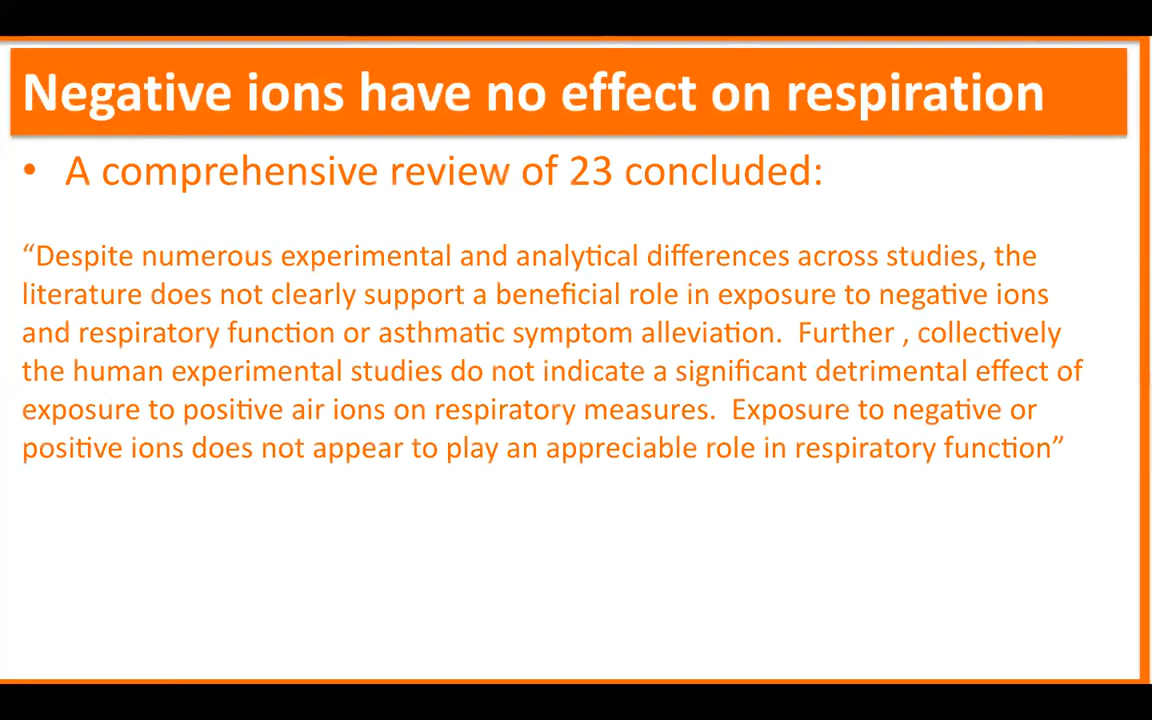 Negative ions have no effect on respiration
• A comprehensive review of 23 concluded:
“Despite numerous experimental and analytical differences across studies, the
literature does not clearly support a beneficial role in exposure to negative ions
and respiratory function or asthmatic symptom alleviation.  Further , collectively
the human experimental studies do not indicate a significant detrimental effect of
exposure to positive air ions on respiratory measures.  Exposure to negative or
positive ions does not appear to play an appreciable role in respiratory function”